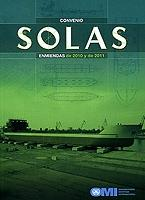 CONVENIO
SOLAS
ENMIENDAS de 2010 y de 2011
OMI